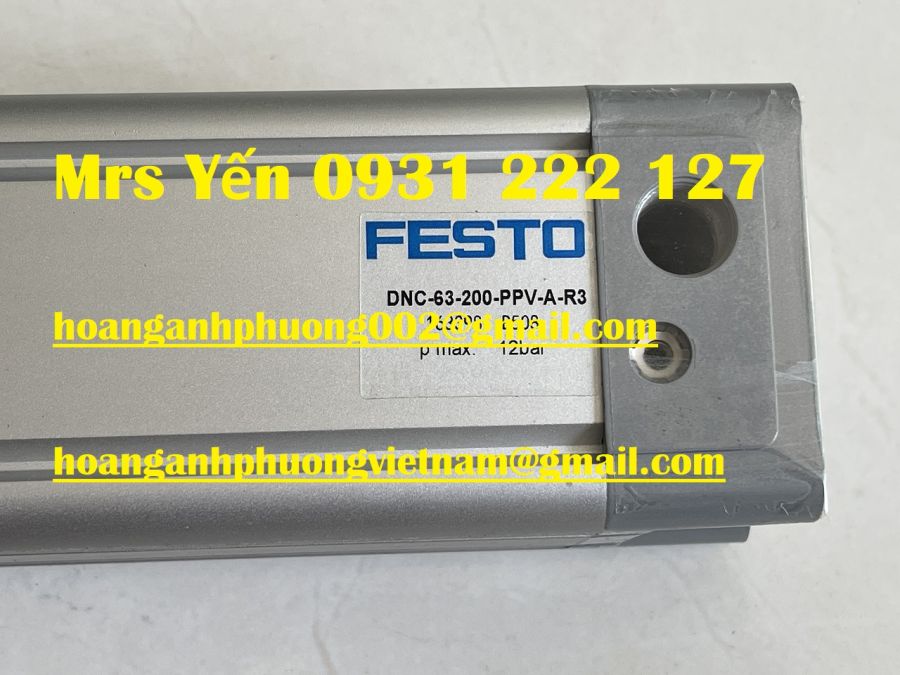 Mrs Yến 0931 222 127
FESTO
DNC-63-200-PPV-A-R3
hoanganhphuong002@gmail.com
p max. 12bar
hoanganhphuongvietnam@gmail.com